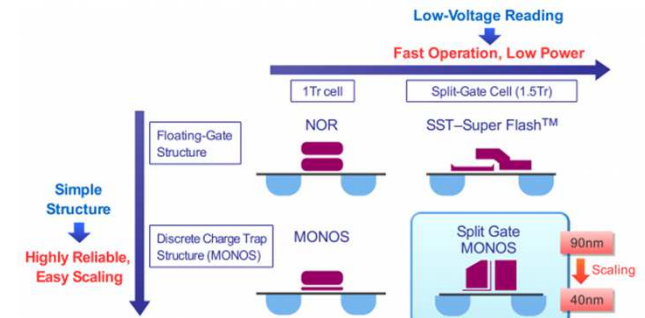 Low-Voltage Reading
Fast Operation, Low Power
1Tr cell
Split-Gate Cell (1.5Tr)
Floating-Gate
Structure
NOR
SST–Super Flash™
Simple
Structure
Highly Reliable,
Easy Scaling
Discrete Charge Trap
Structure (MONOS)
MONOS
Split Gate
MONOS
90nm
Scaling
40nm